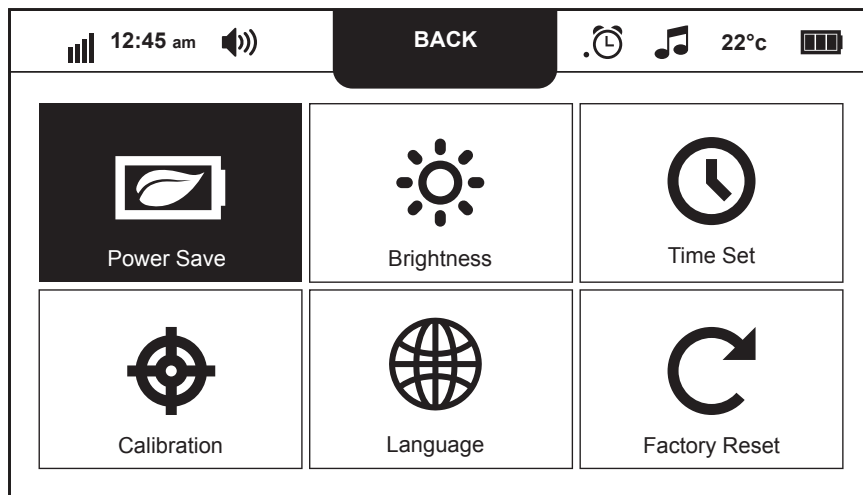 12:45 am BACK 22°c
Power Save Brightness Time Set
Calibration Language Factory Reset